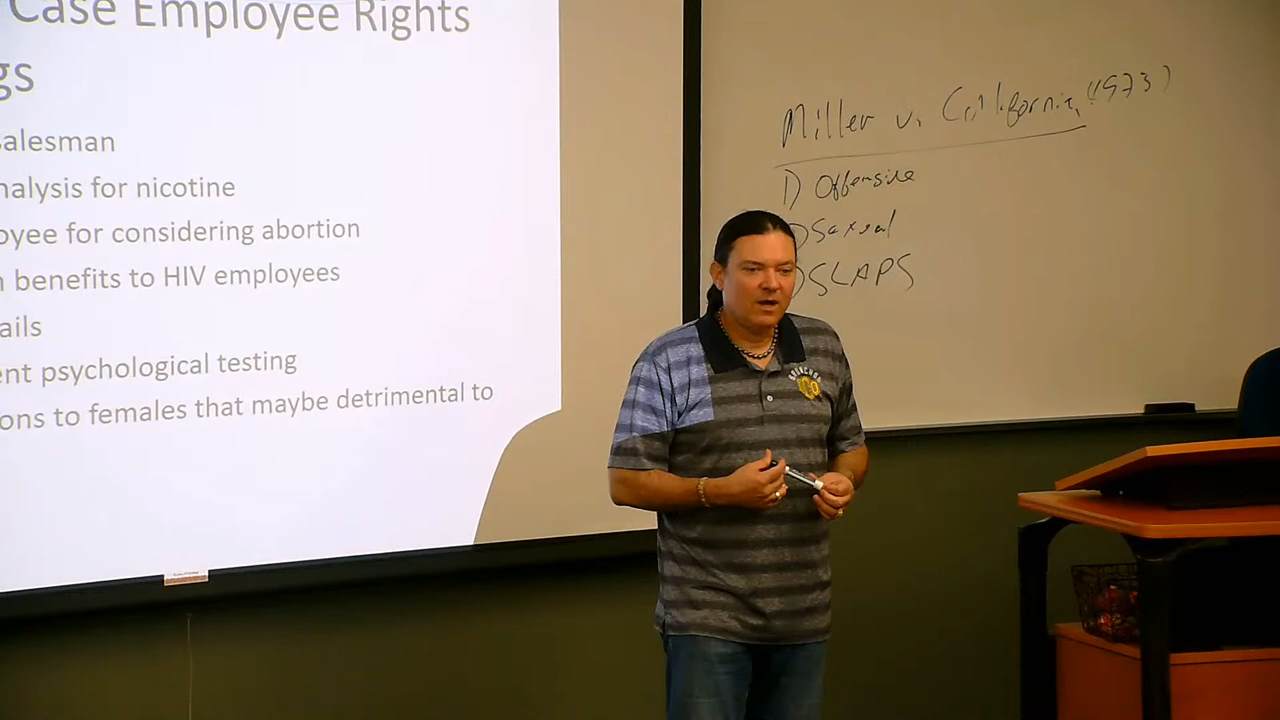 Case Employee Rights
gs
salesman
nalysis for nicotine
oyee for considering abortion
n benefits to HIV employees
ails
ent psychological testing
ons to females that maybe detrimental to
Miller v. California, (1973)
1) Offensive
) Sexual
) SLAPS